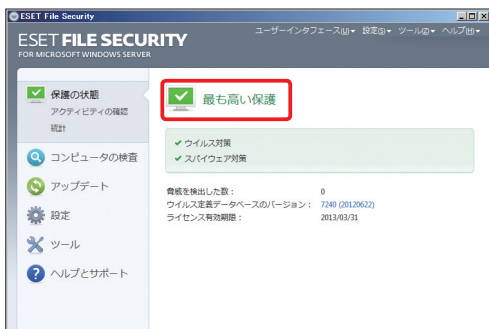 ESET File Security
ESET FILE SECURITY
FOR MICROSOFT WINDOWS SERVER
ユーザーインタフェース(U)▾ 設定(S)▾ ツール(Z)▾ ヘルプ(H)▾
保護の状態
アクティビティの確認
統計
コンピュータの検査
アップデート
設定
ツール
ヘルプとサポート
最も高い保護
ウイルス対策
スパイウェア対策
脅威を検出した数: 0
ウイルス定義データベースのバージョン: 7240 (20120622)
ライセンス有効期限: 2013/03/31